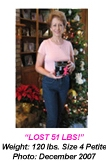 "LOST 51 LBS!"
Weight: 120 lbs. Size 4 Petite
Photo: December 2007